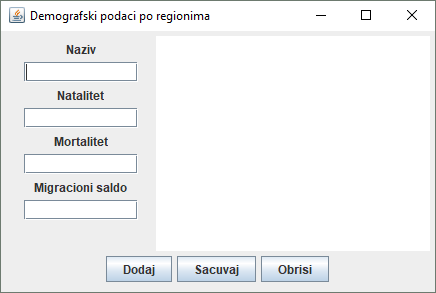 Demografski podaci po regionima
Naziv
Natalitet
Mortalitet
Migracioni saldo
Dodaj Sacuvaj Obrisi